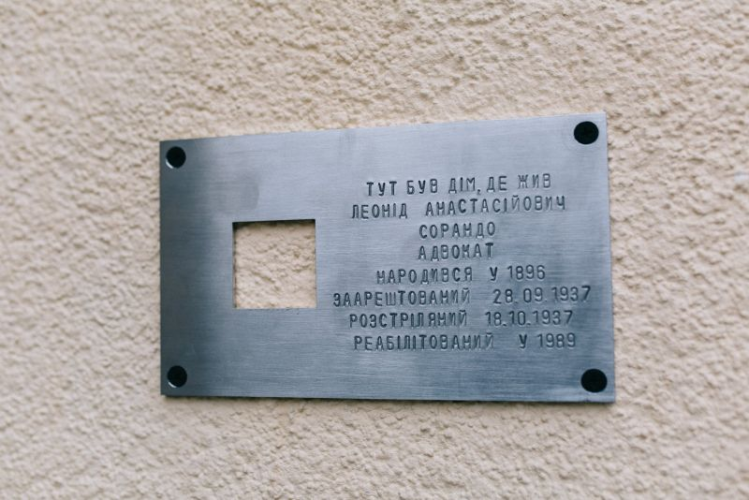 ТУТ БУВ ДІМ, ДЕ ЖИВ
ЛЕОНІД АНАСТАСІЙОВИЧ
СОРАНДО
АДВОКАТ
НАРОДИВСЯ У 1896
ЗААРЕШТОВАНИЙ 28.09.1937
РОЗСТРІЛЯНИЙ 18.10.1937
РЕАБІЛІТОВАНИЙ У 1989